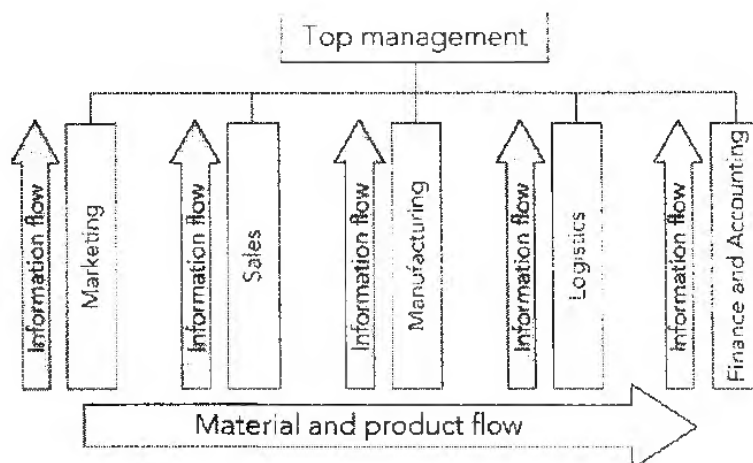 Top management
Information flow
Marketing
Information flow
Sales
Information flow
Manufacturing
Information flow
Logistics
Information flow
Finance and Accounting
Material and product flow